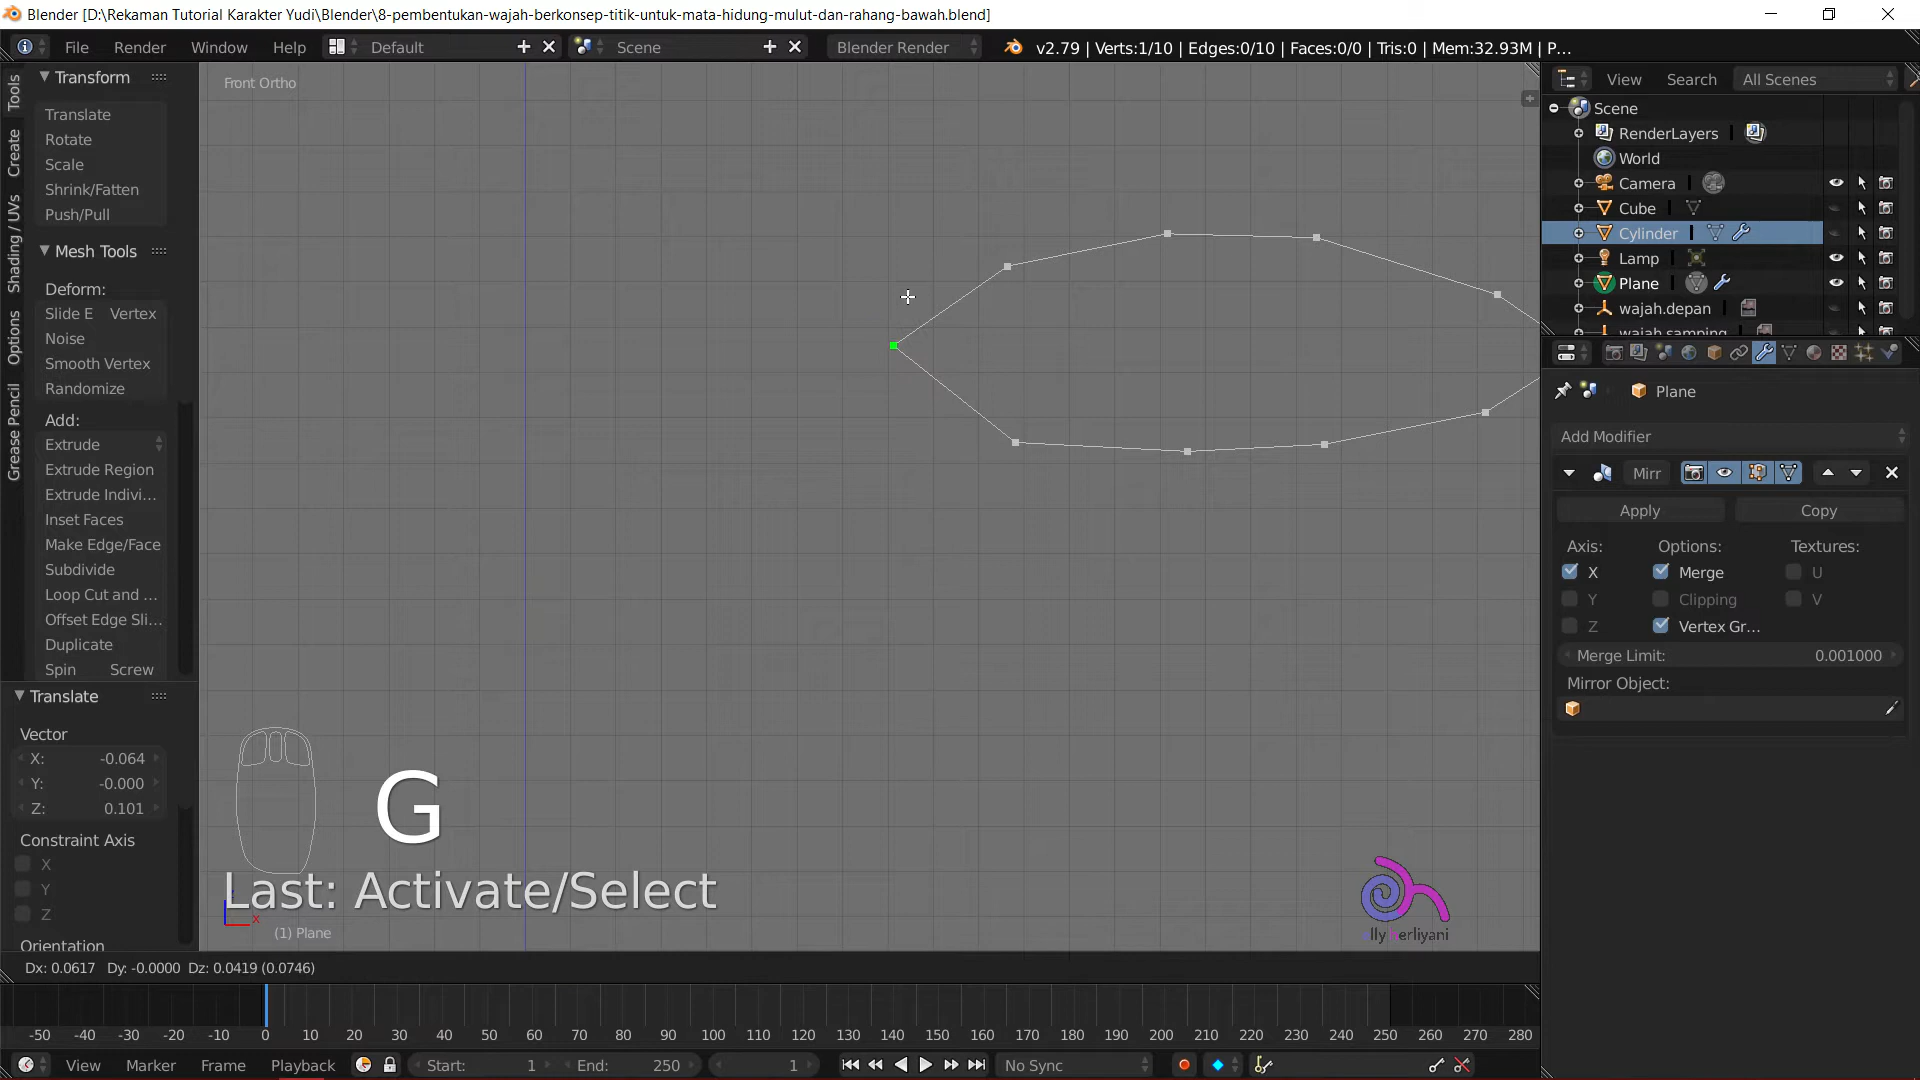 Blender [D:\Rekaman Tutorial Karakter Yudi\Blender\8-pembentukan-wajah-berkonsep-titik-untuk-mata-hidung-mulut-dan-rahang-bawah.blend]
File Render Window Help Default Scene Blender Render v2.79 | Verts:1/10 | Edges:0/10 | Faces:0/0 | Tris:0 | Mem:32.93M | P...
Tools
Create
Shading / UVs
Options
Grease Pencil
Transform
Translate
Rotate
Scale
Shrink/Fatten
Push/Pull
Mesh Tools
Deform:
Slide E Vertex
Noise
Smooth Vertex
Randomize
Add:
Extrude
Extrude Region
Extrude Indivi...
Inset Faces
Make Edge/Face
Subdivide
Loop Cut and ...
Offset Edge Sli...
Duplicate
Spin Screw
Translate
Vector
X: -0.064
Y: -0.000
Z: 0.101
Constraint Axis
X
Y
Z
Orientation
Front Ortho
G
Last: Activate/Select
x
(1) Plane
lly herliyani
Dx: 0.0617 Dy: -0.0000 Dz: 0.0419 (0.0746)
View Search All Scenes
Scene
RenderLayers
World
Camera
Cube
Cylinder
Lamp
Plane
wajah.depan
wajah.samping
Plane
Add Modifier
Mirr
Apply Copy
Axis: Options: Textures:
X Merge U
Y Clipping V
Z Vertex Gr...
Merge Limit: 0.001000
Mirror Object:
-50 -40 -30 -20 -10 0 10 20 30 40 50 60 70 80 90 100 110 120 130 140 150 160 170 180 190 200 210 220 230 240 250 260 270 280
View Marker Frame Playback Start: 1 End: 250 1 No Sync